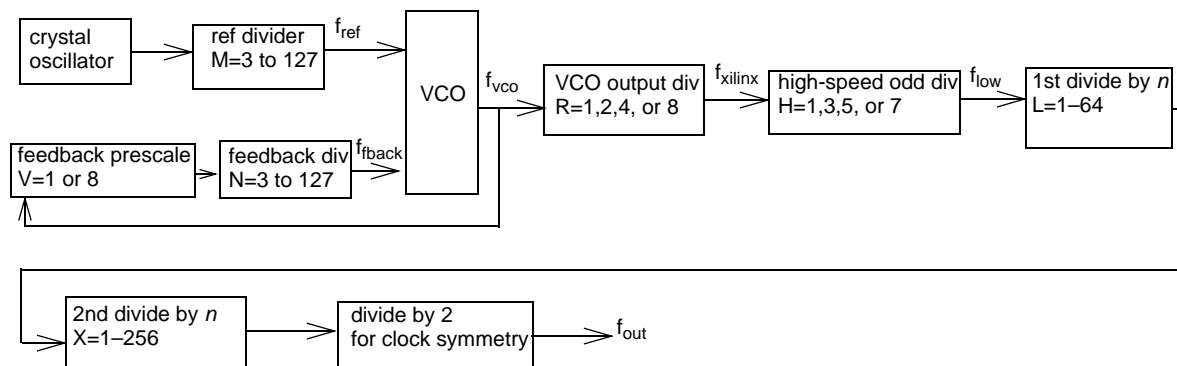 crystal
oscillator
ref divider
M=3 to 127
fref
VCO
fvco
VCO output div
R=1,2,4, or 8
fxilinx
high-speed odd div
H=1,3,5, or 7
flow
1st divide by n
L=1–64
feedback prescale
V=1 or 8
feedback div
N=3 to 127
ffback
2nd divide by n
X=1–256
divide by 2
for clock symmetry
fout